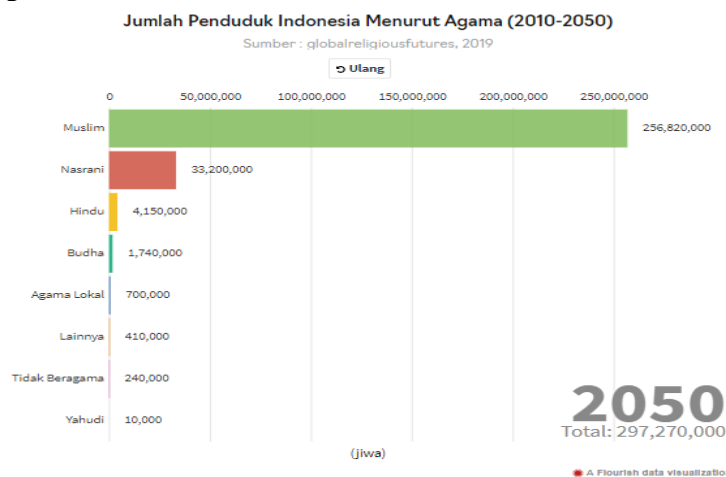 Jumlah Penduduk Indonesia Menurut Agama (2010-2050)
Sumber : globalreligiousfutures, 2019
Ulang
0 50,000,000 100,000,000 150,000,000 200,000,000 250,000,000
Muslim 256,820,000
Nasrani 33,200,000
Hindu 4,150,000
Budha 1,740,000
Agama Lokal 700,000
Lainnya 410,000
Tidak Beragama 240,000
Yahudi 10,000
2050
Total: 297,270,000
(jiwa)
A Flourish data visualizatio